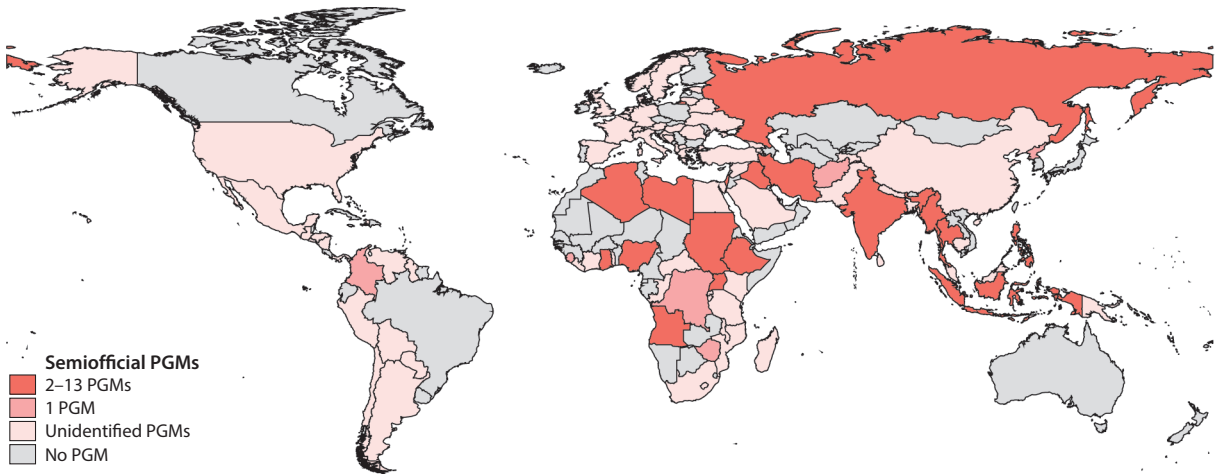 Semiofficial PGMs
2–13 PGMs
1 PGM
Unidentified PGMs
No PGM